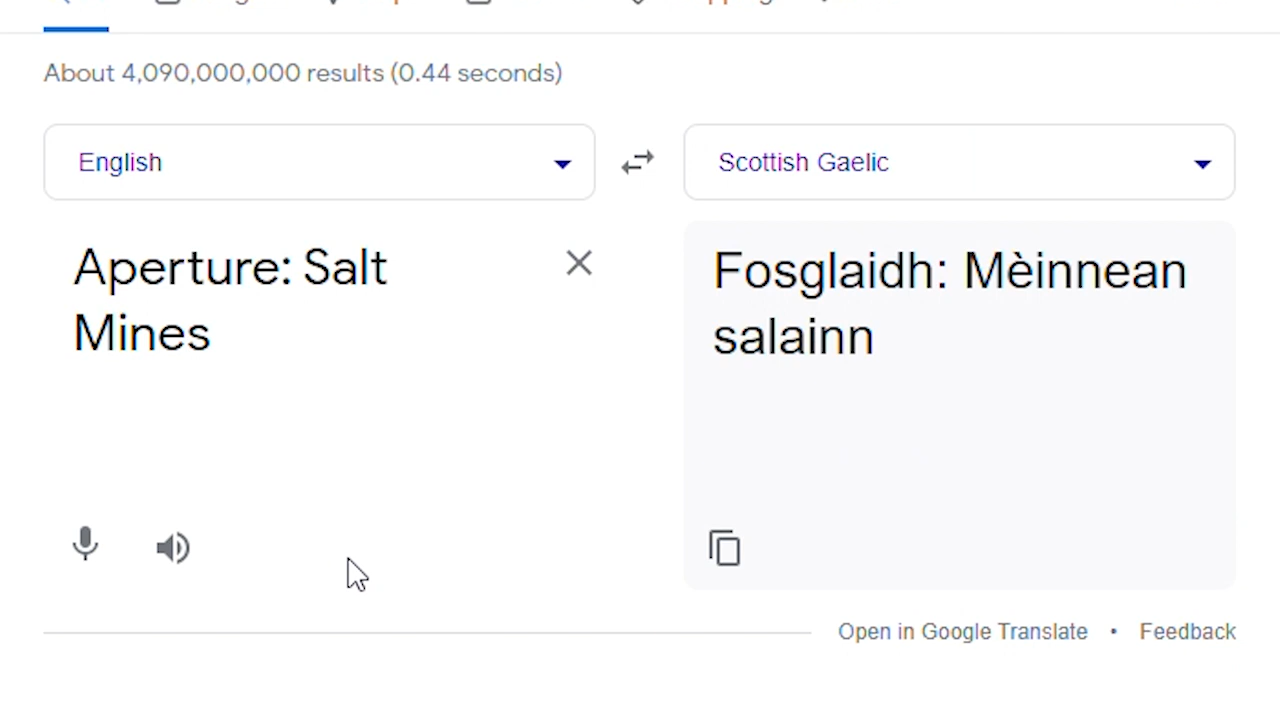 About 4,090,000,000 results (0.44 seconds)
English
Scottish Gaelic
Aperture: Salt
Mines
Fosglaidh: Mèinnean
salainn
Open in Google Translate • Feedback